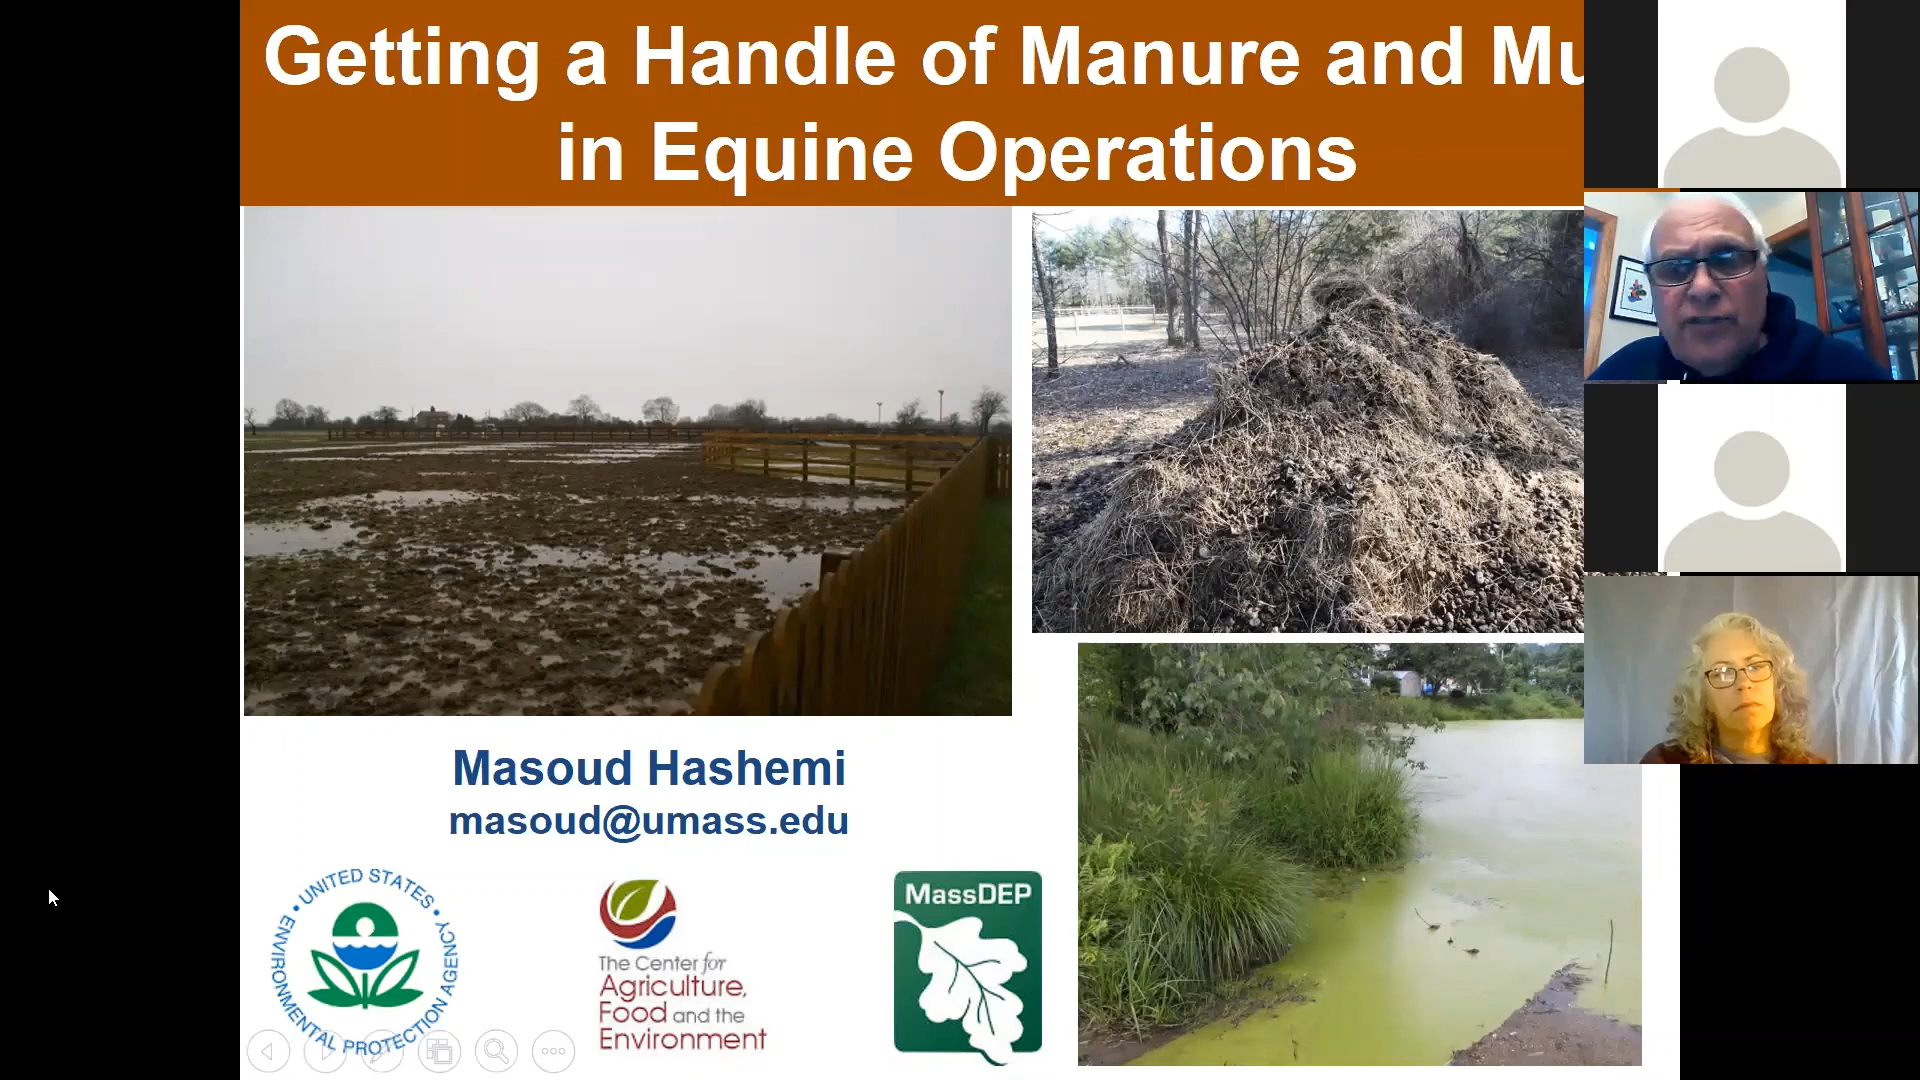 Getting a Handle of Manure and Mu
in Equine Operations
Masoud Hashemi
masoud@umass.edu
UNITED STATES
ENVIRONMENTAL PROTECTION AGENCY
The Center for
Agriculture,
Food and the
Environment
MassDEP